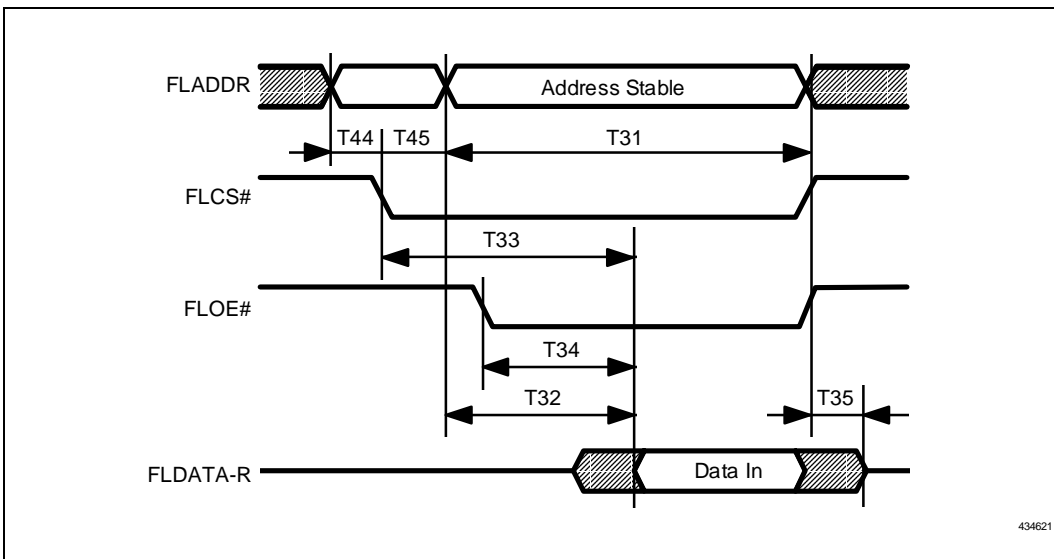 FLADDR
Address Stable
T44 T45 T31
FLCS#
T33
FLOE#
T34
T32 T35
FLDATA-R
Data In
434621